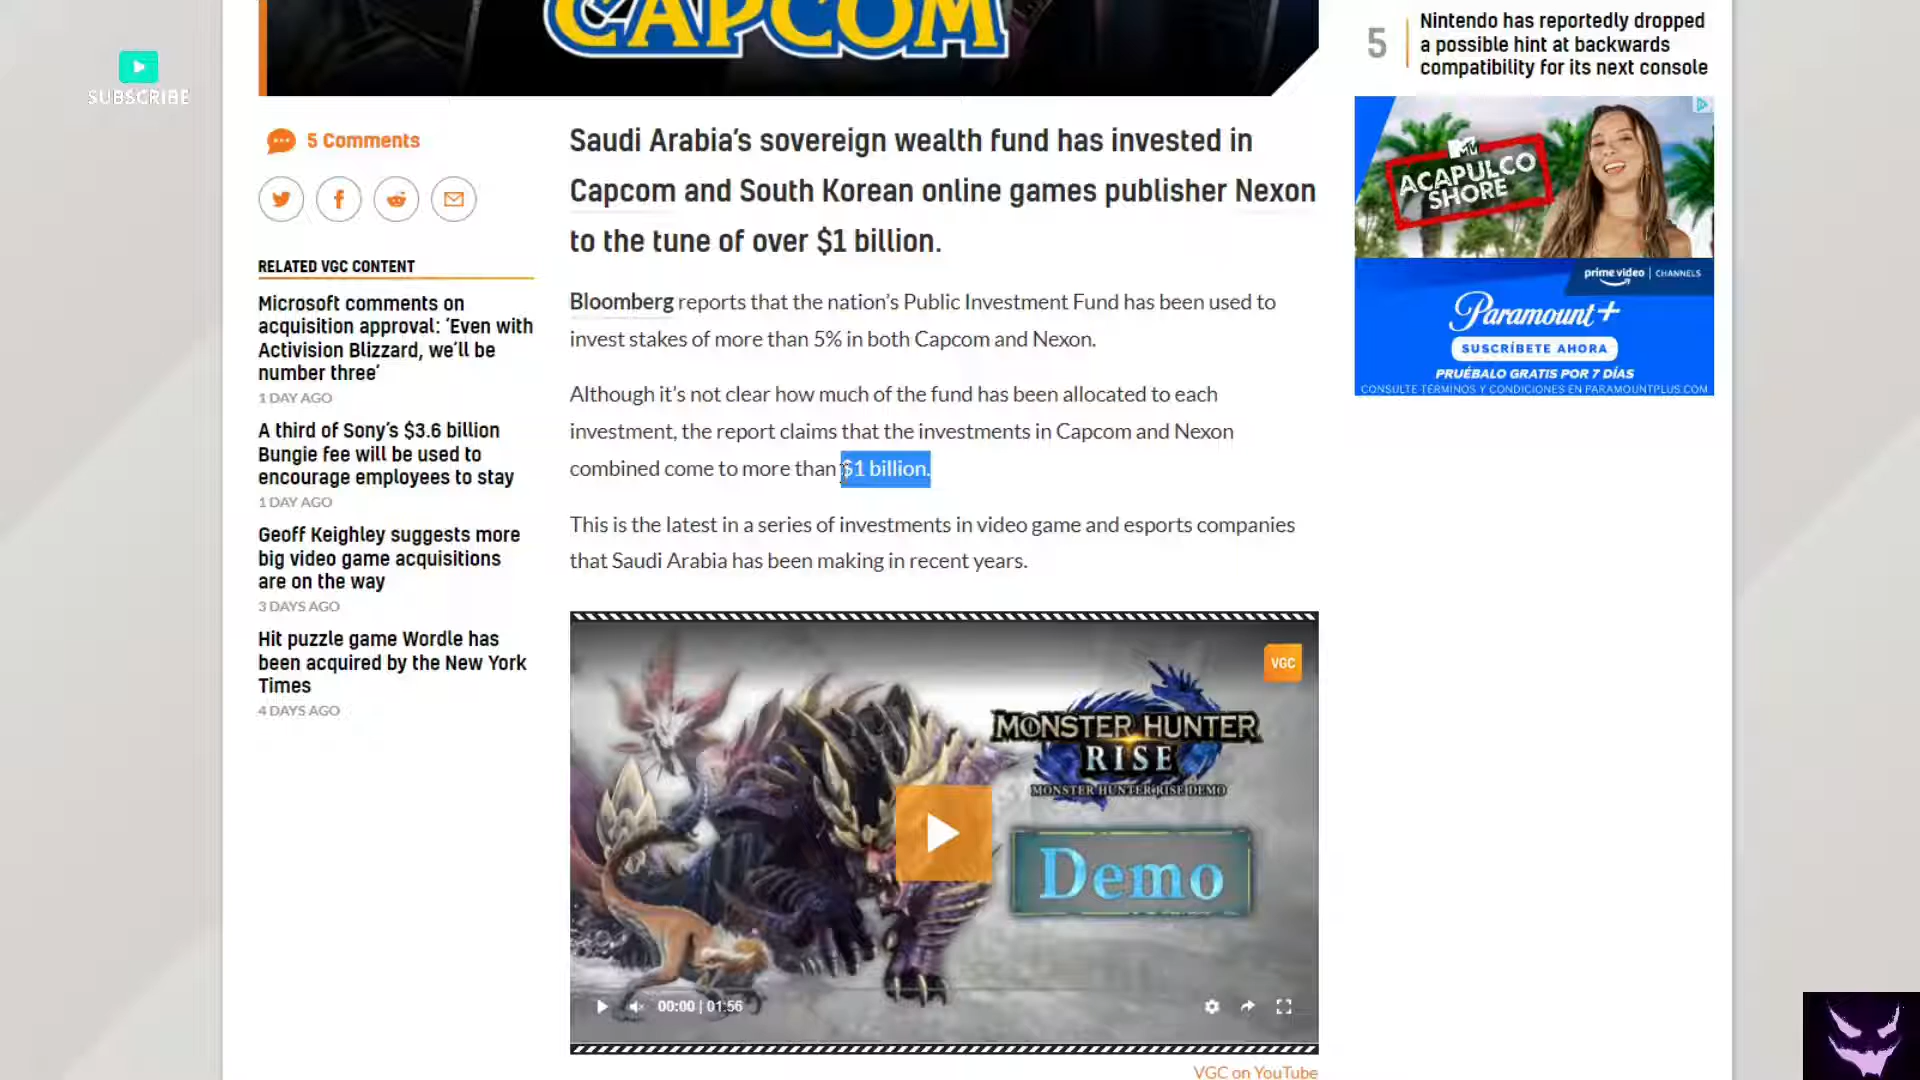 CAPCOM
SUBSCRIBE
5 Comments
RELATED VGC CONTENT
Microsoft comments on
acquisition approval: ‘Even with
Activision Blizzard, we’ll be
number three’
1 DAY AGO
A third of Sony’s $3.6 billion
Bungie fee will be used to
encourage employees to stay
1 DAY AGO
Geoff Keighley suggests more
big video game acquisitions
are on the way
3 DAYS AGO
Hit puzzle game Wordle has
been acquired by the New York
Times
4 DAYS AGO
Saudi Arabia’s sovereign wealth fund has invested in
Capcom and South Korean online games publisher Nexon
to the tune of over $1 billion.
Bloomberg reports that the nation’s Public Investment Fund has been used to
invest stakes of more than 5% in both Capcom and Nexon.
Although it’s not clear how much of the fund has been allocated to each
investment, the report claims that the investments in Capcom and Nexon
combined come to more than $1 billion.
This is the latest in a series of investments in video game and esports companies
that Saudi Arabia has been making in recent years.
VGC
MONSTER HUNTER
RISE
MONSTER HUNTER RISE DEMO
Demo
00:00 | 01:56
VGC on YouTube
5
Nintendo has reportedly dropped
a possible hint at backwards
compatibility for its next console
MTV
ACAPULCO
SHORE
prime video | CHANNELS
Paramount+
SUSCRÍBETE AHORA
PRUÉBALO GRATIS POR 7 DÍAS
CONSULTE TÉRMINOS Y CONDICIONES EN PARAMOUNTPLUS.COM